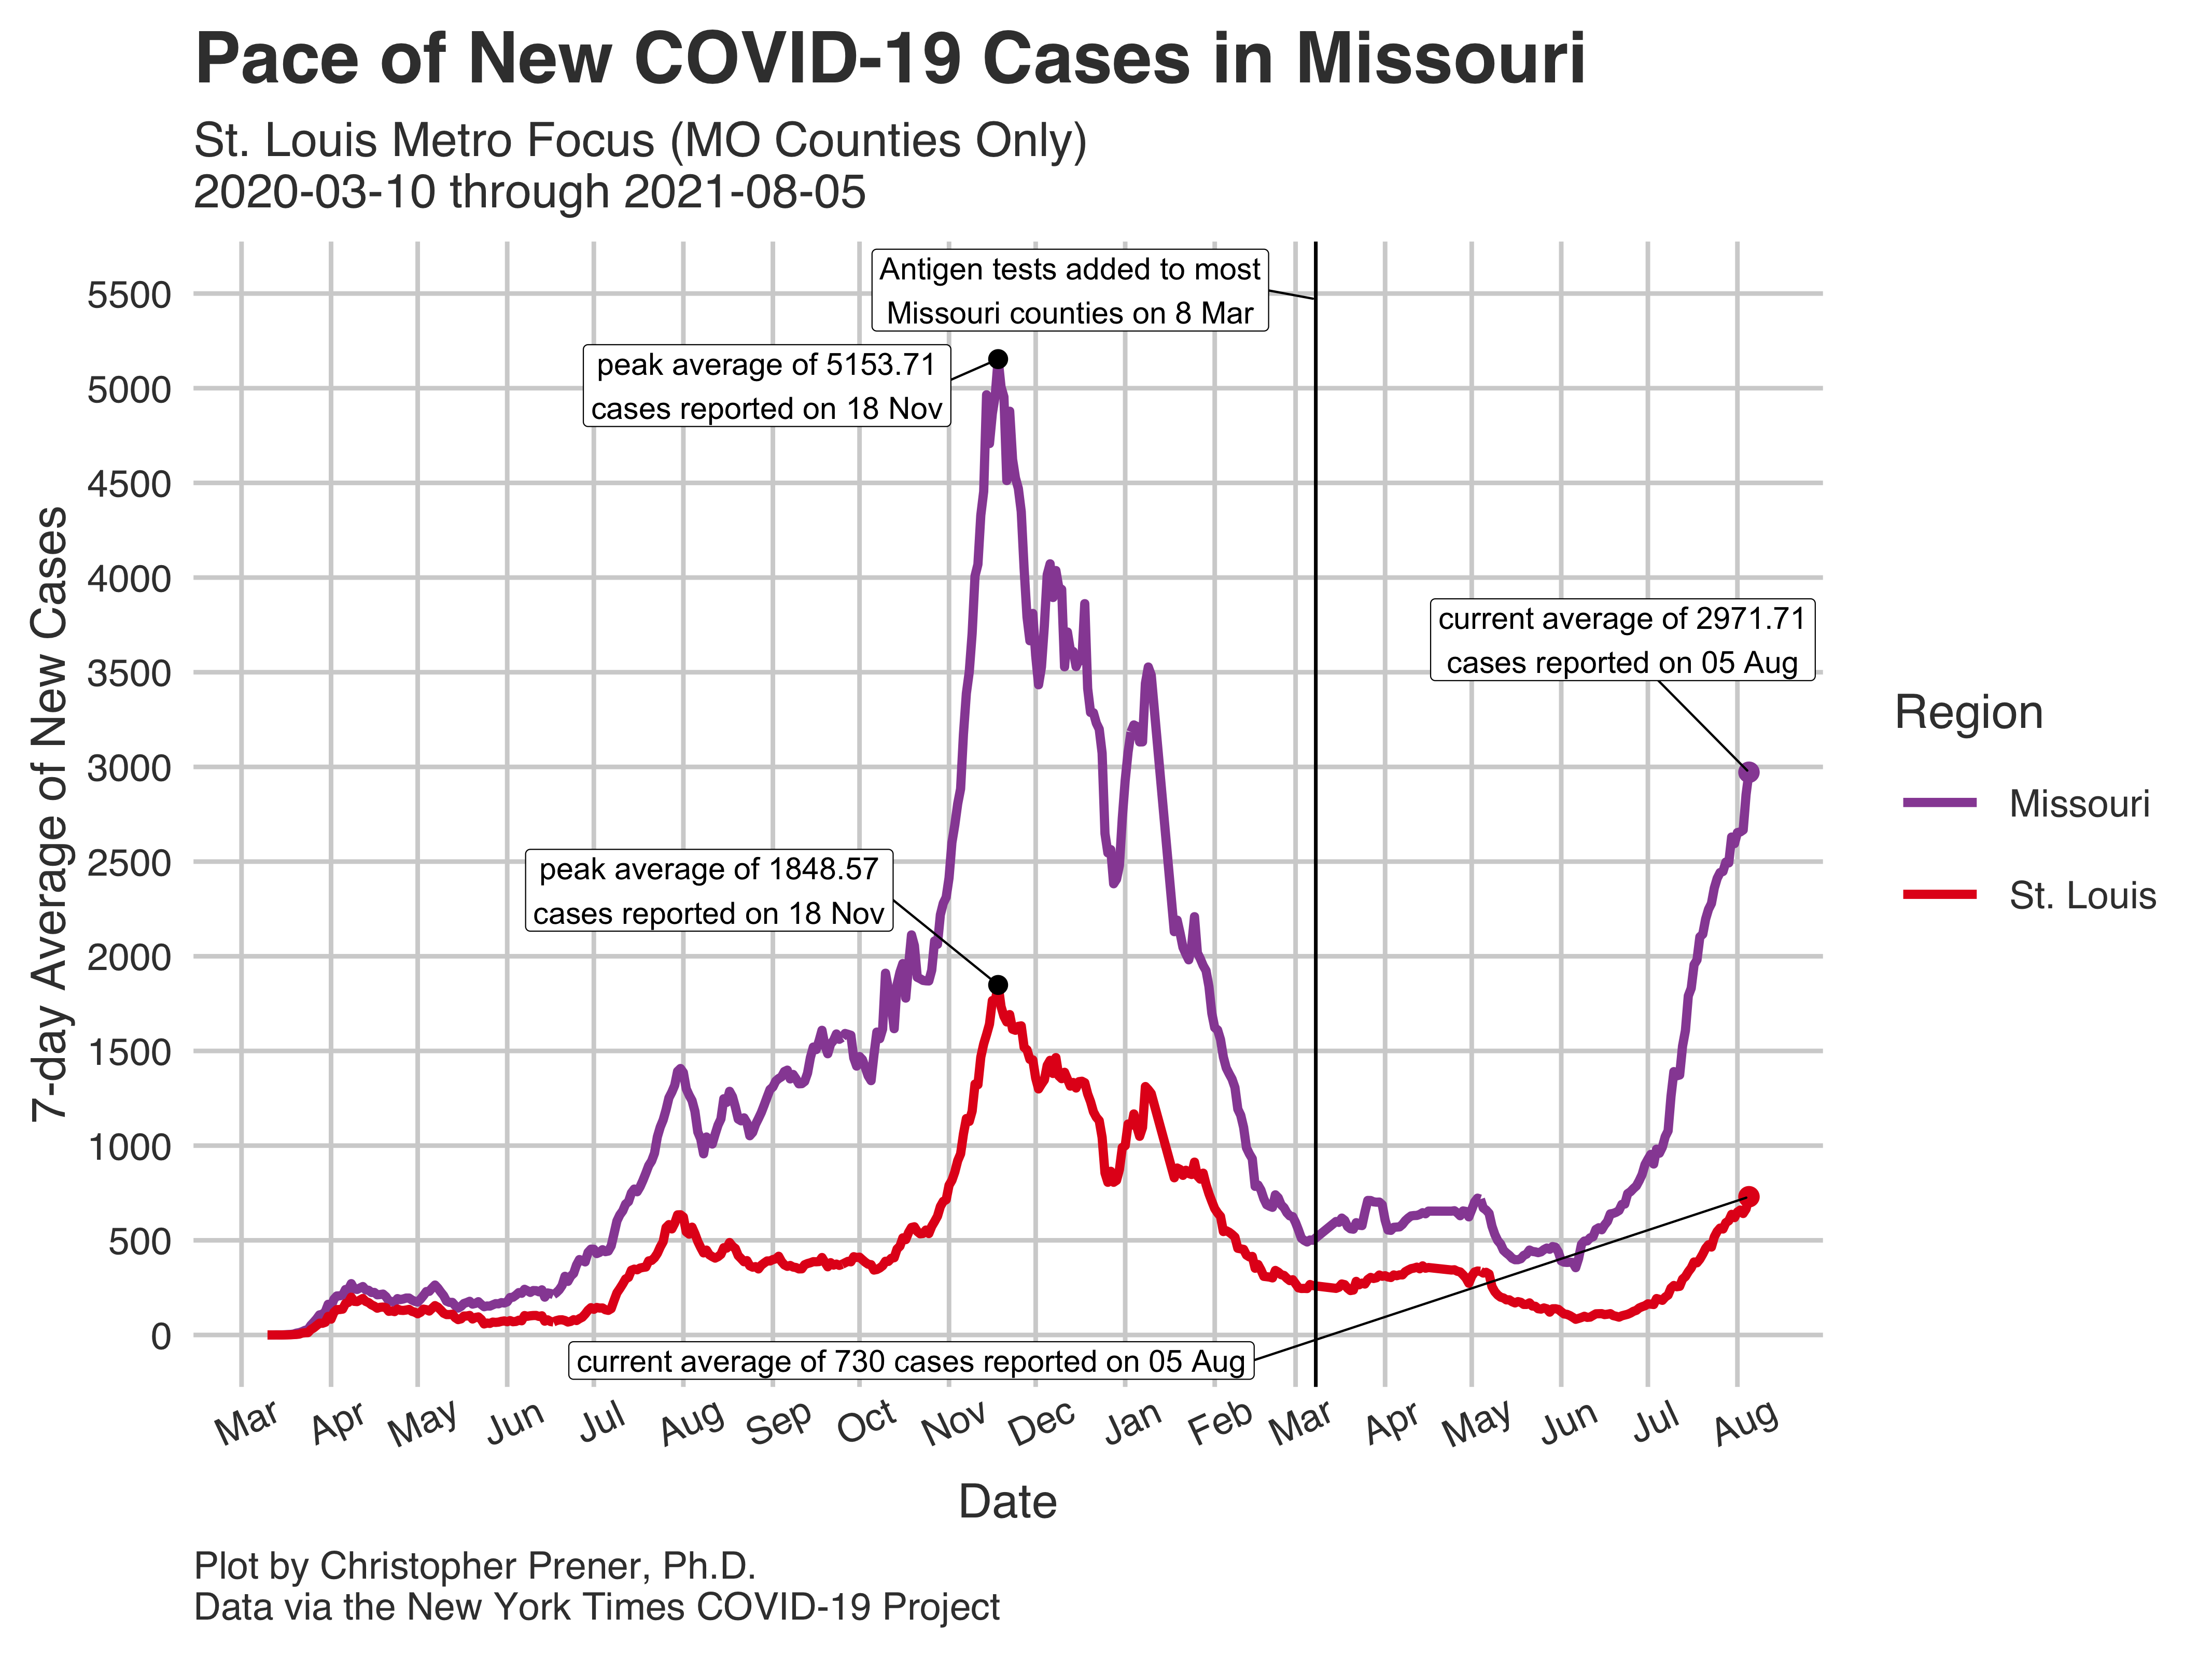 Pace of New COVID-19 Cases in Missouri
St. Louis Metro Focus (MO Counties Only)
2020-03-10 through 2021-08-05
7-day Average of New Cases
5500
5000
4500
4000
3500
3000
2500
2000
1500
1000
500
0
Antigen tests added to most
Missouri counties on 8 Mar
peak average of 5153.71
cases reported on 18 Nov
current average of 2971.71
cases reported on 05 Aug
peak average of 1848.57
cases reported on 18 Nov
current average of 730 cases reported on 05 Aug
Region
Missouri
St. Louis
Mar Apr May Jun Jul Aug Sep Oct Nov Dec Jan Feb Mar Apr May Jun Jul Aug
Date
Plot by Christopher Prener, Ph.D.
Data via the New York Times COVID-19 Project